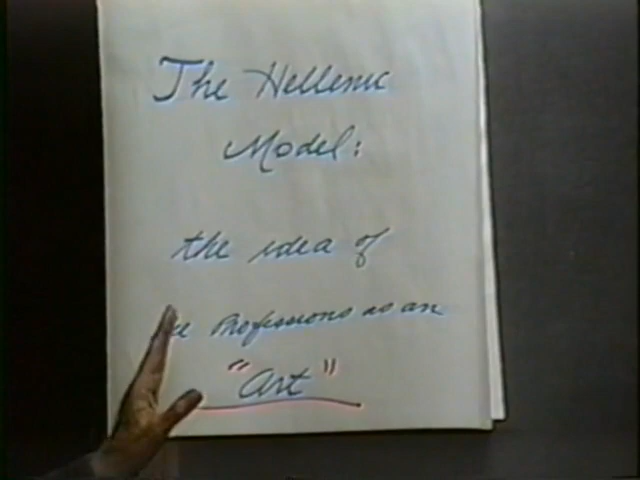 The Hellenic
Model:
the idea of
Professions as an
"Art"